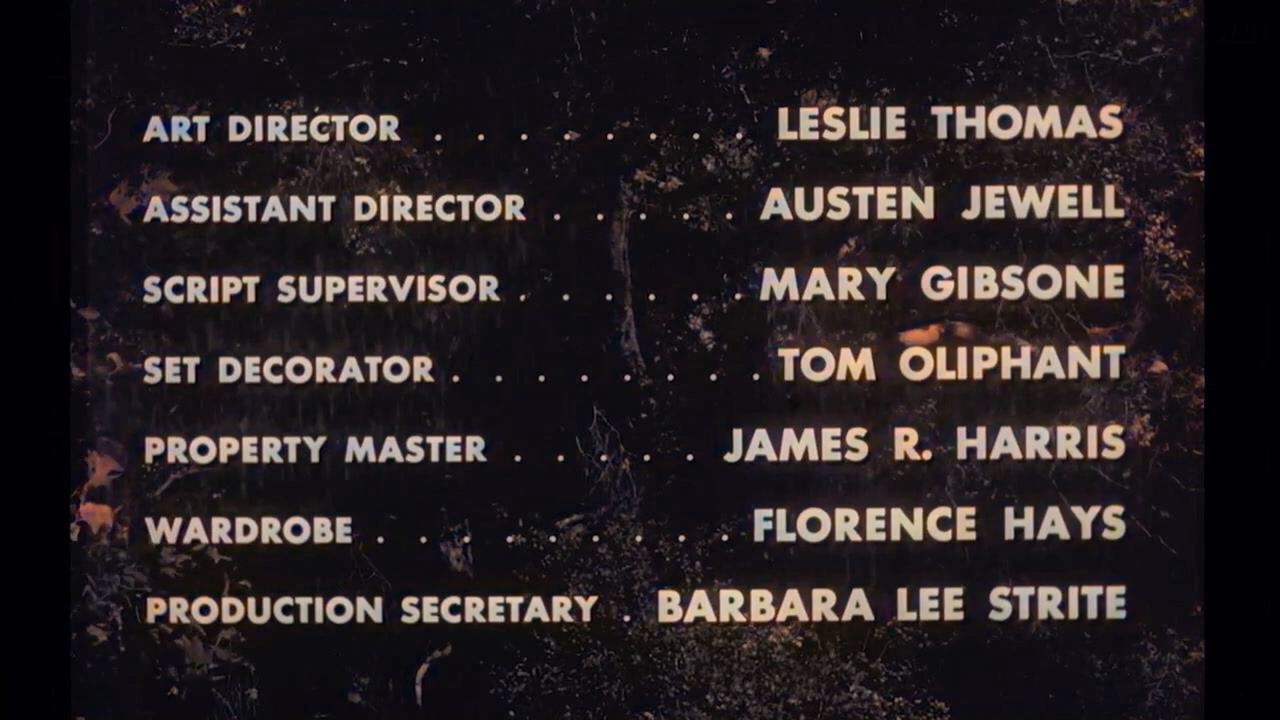 ART DIRECTOR . . . . . . . . LESLIE THOMAS
ASSISTANT DIRECTOR . . . . . AUSTEN JEWELL
SCRIPT SUPERVISOR . . . . . . MARY GIBSONE
SET DECORATOR . . . . . . . . TOM OLIPHANT
PROPERTY MASTER . . . . . JAMES R. HARRIS
WARDROBE . . . . . . . . . FLORENCE HAYS
PRODUCTION SECRETARY . BARBARA LEE STRITE